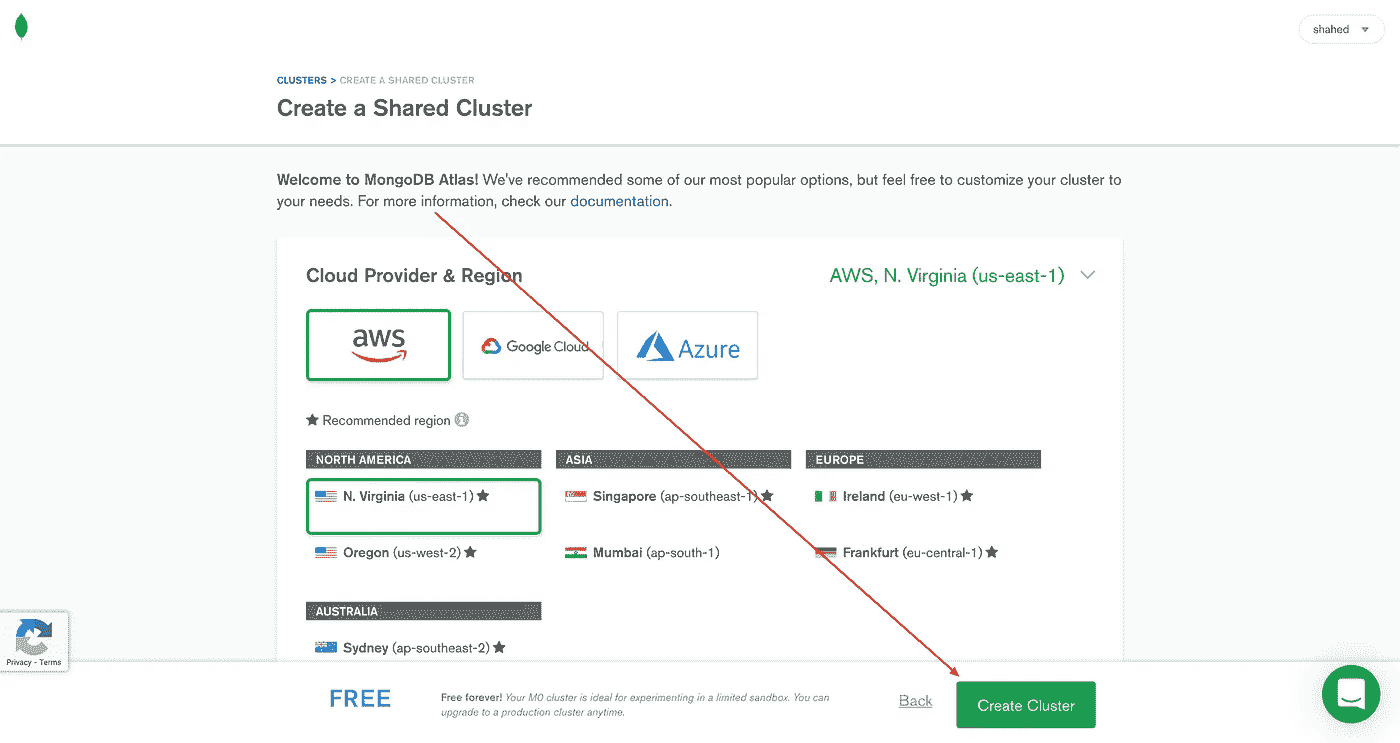 shahed
CLUSTERS > CREATE A SHARED CLUSTER
Create a Shared Cluster
Welcome to MongoDB Atlas! We've recommended some of our most popular options, but feel free to customize your cluster to
your needs. For more information, check our documentation.
Cloud Provider & Region
AWS, N. Virginia (us-east-1)
aws
Google Cloud
Azure
Recommended region
NORTH AMERICA
N. Virginia (us-east-1)
Oregon (us-west-2)
ASIA
Singapore (ap-southeast-1)
Mumbai (ap-south-1)
EUROPE
Ireland (eu-west-1)
Frankfurt (eu-central-1)
AUSTRALIA
Sydney (ap-southeast-2)
Privacy - Terms
FREE
Free forever! Your M0 cluster is ideal for experimenting in a limited sandbox. You can
upgrade to a production cluster anytime.
Back
Create Cluster